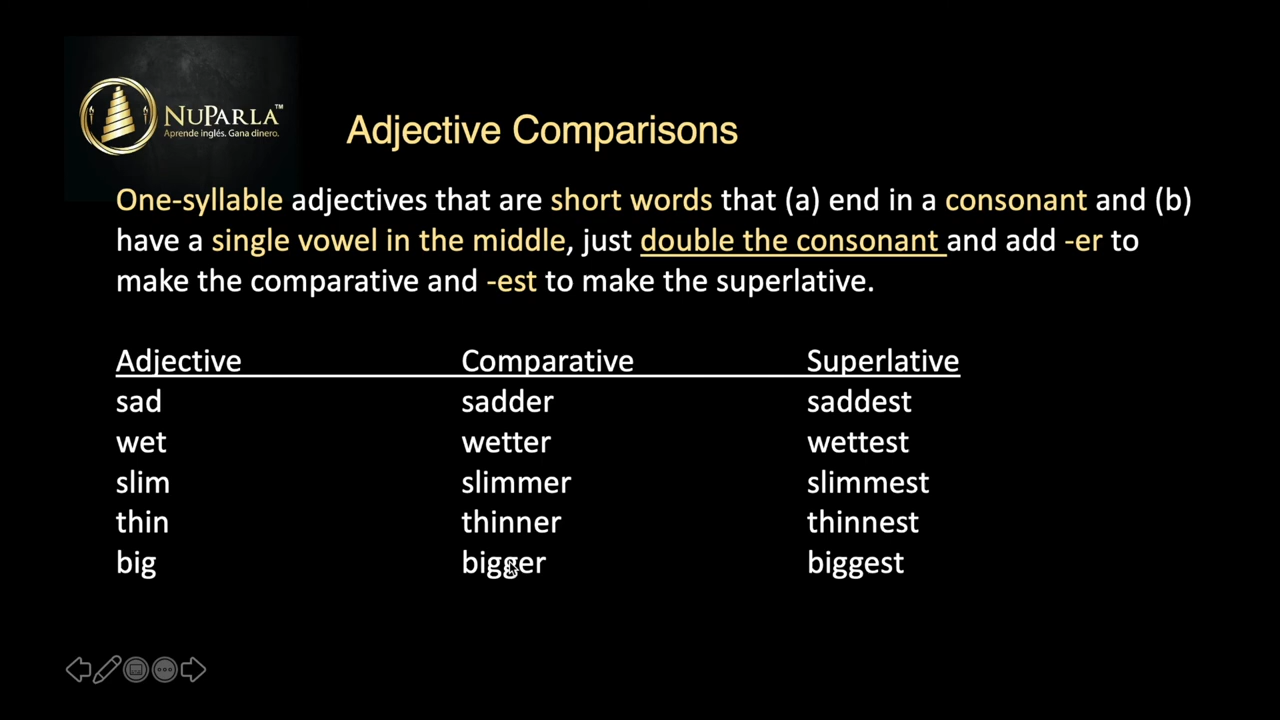 NUPARLA™
Aprende inglés. Gana dinero.
Adjective Comparisons
One-syllable adjectives that are short words that (a) end in a consonant and (b)
have a single vowel in the middle, just double the consonant and add -er to
make the comparative and -est to make the superlative.
Adjective Comparative Superlative
sad sadder saddest
wet wetter wettest
slim slimmer slimmest
thin thinner thinnest
big bigger biggest